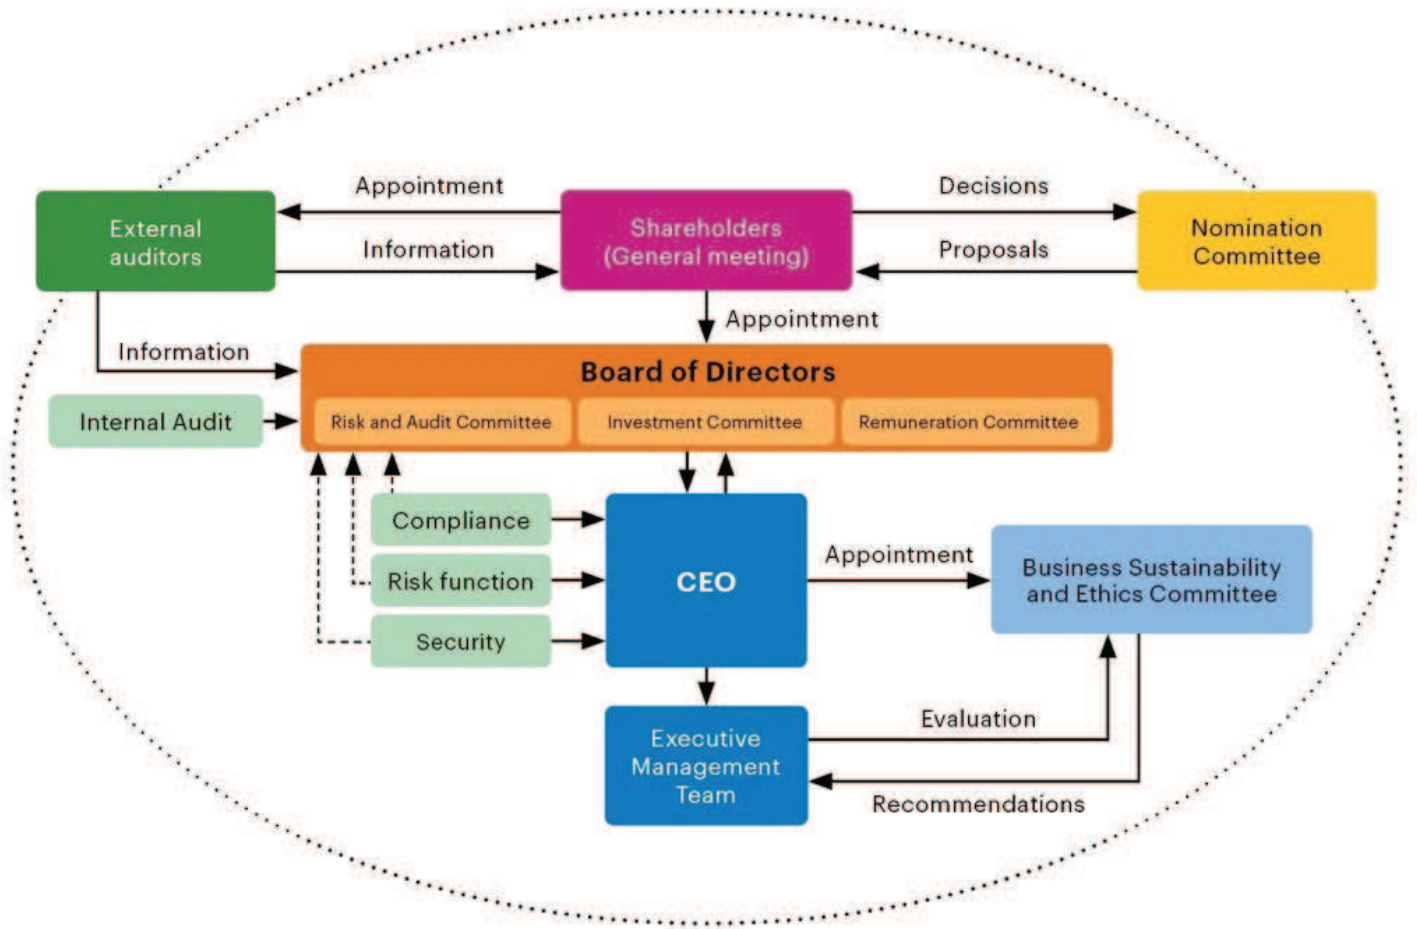 Appointment
Decisions
External
auditors
Shareholders
(General meeting)
Nomination
Committee
Information
Proposals
Appointment
Information
Board of Directors
Internal Audit
Risk and Audit Committee
Investment Committee
Remuneration Committee
Compliance
Risk function
Security
CEO
Appointment
Business Sustainability
and Ethics Committee
Executive
Management
Team
Evaluation
Recommendations